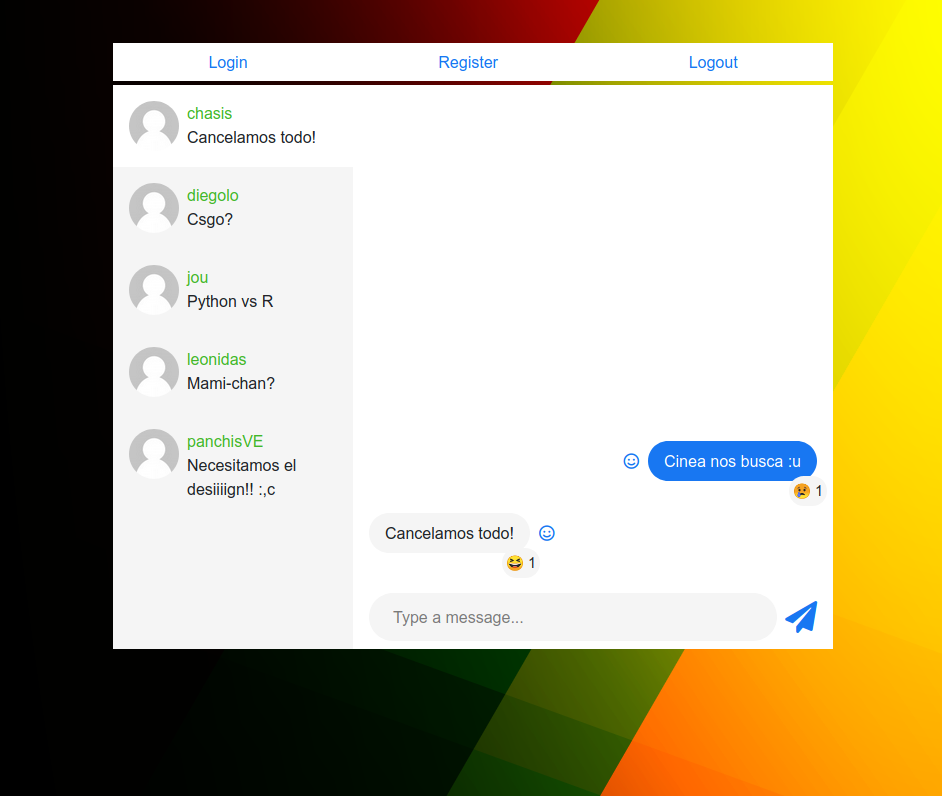 Login Register Logout
chasis
Cancelamos todo!
diegolo
Csgo?
jou
Python vs R
leonidas
Mami-chan?
panchisVE
Necesitamos el
desiiiign!! :,c
Cinea nos busca :u
😢 1
Cancelamos todo!
😆 1
Type a message...